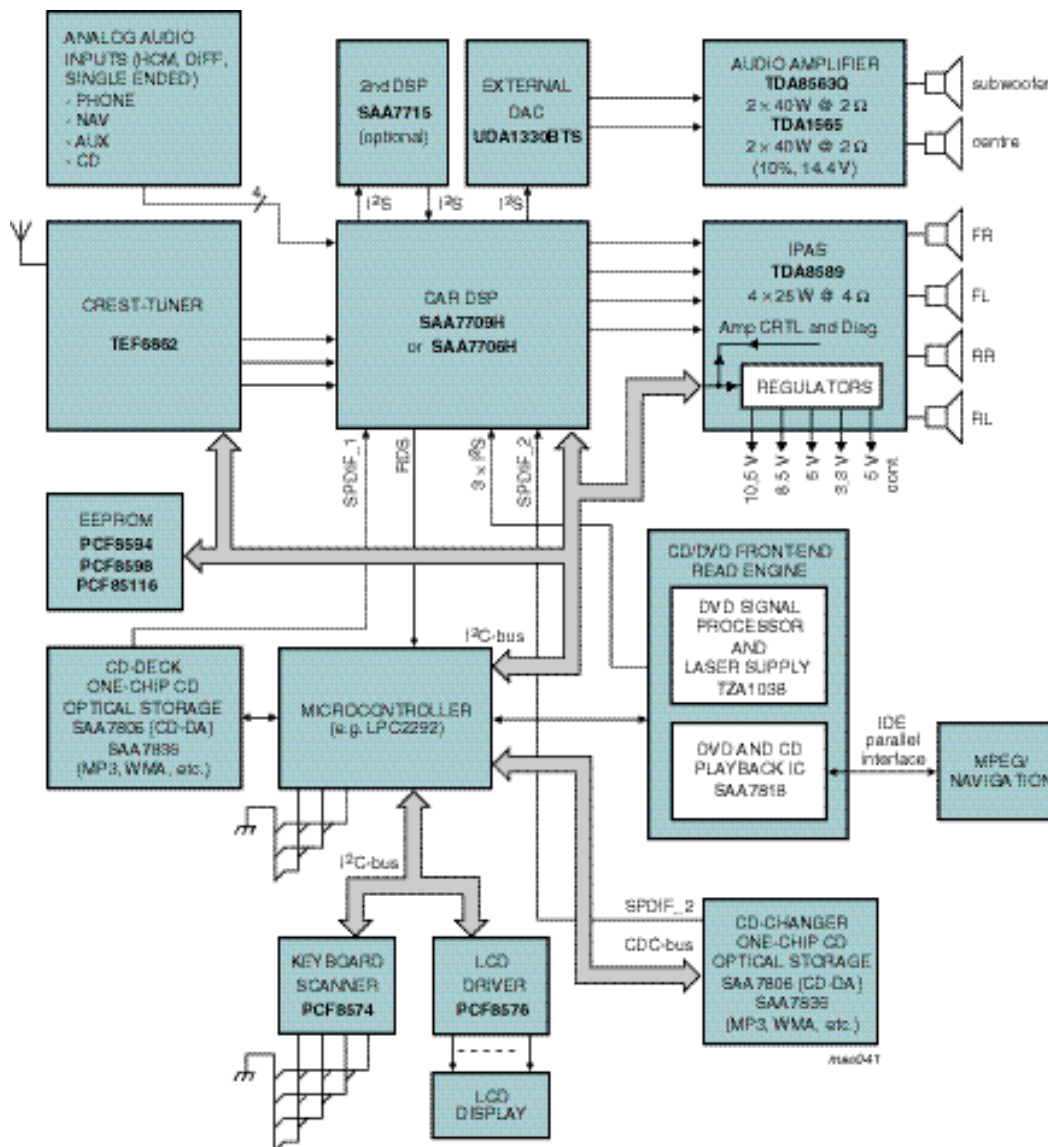 ANALOG AUDIO
INPUTS (HCM, DIFF,
SINGLE ENDED)
- PHONE
- NAV
- AUX
- CD
4
2nd DSP
SAA7715
(optional)
EXTERNAL
DAC
UDA1330BTS
AUDIO AMPLIFIER
TDA8563Q
2 × 40 W @ 2 Ω
TDA1565
2 × 40 W @ 2 Ω
(10%, 14.4 V)
subwoofer
centre
I²S
I²S
I²S
CREST-TUNER
TEF6862
CAR DSP
SAA7709H
or SAA7706H
IPAS
TDA8589
4 × 25 W @ 4 Ω
Amp CRTL and Diag.
REGULATORS
FR
FL
RR
RL
10,5 V
8,5 V
5 V
3,3 V
5 V
cont.
SPDIF_1
RDS
3 × I²S
SPDIF_2
EEPROM
PCF8594
PCF8598
PCF85116
I²C-bus
CD/DVD FRONT-END
READ ENGINE
DVD SIGNAL
PROCESSOR
AND
LASER SUPPLY
TZA1038
DVD AND CD
PLAYBACK IC
SAA7818
IDE
parallel
interface
MPEG/
NAVIGATION
CD-DECK
ONE-CHIP CD
OPTICAL STORAGE
SAA7806 (CD-DA)
SAA7836
(MP3, WMA, etc.)
MICROCONTROLLER
(e.g. LPC2292)
I²C-bus
SPDIF_2
CDC-bus
CD-CHANGER
ONE-CHIP CD
OPTICAL STORAGE
SAA7806 (CD-DA)
SAA7836
(MP3, WMA, etc.)
KEYBOARD
SCANNER
PCF8574
LCD
DRIVER
PCF8576
LCD
DISPLAY